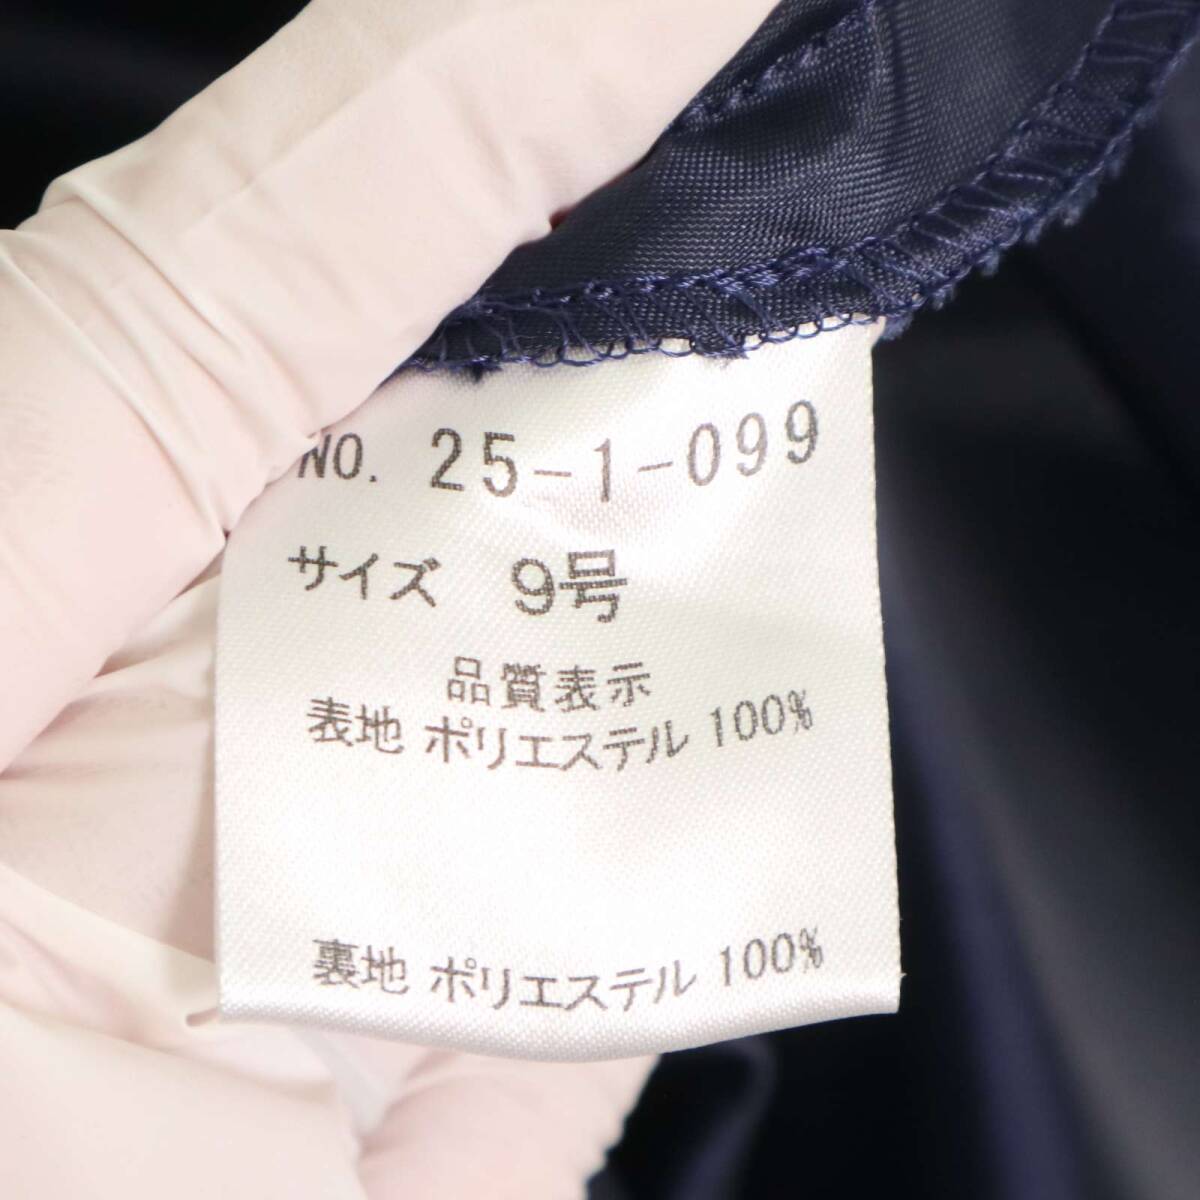 NO. 25-1-099
サイズ 9号
品質表示
表地 ポリエステル 100%
裏地 ポリエステル 100%